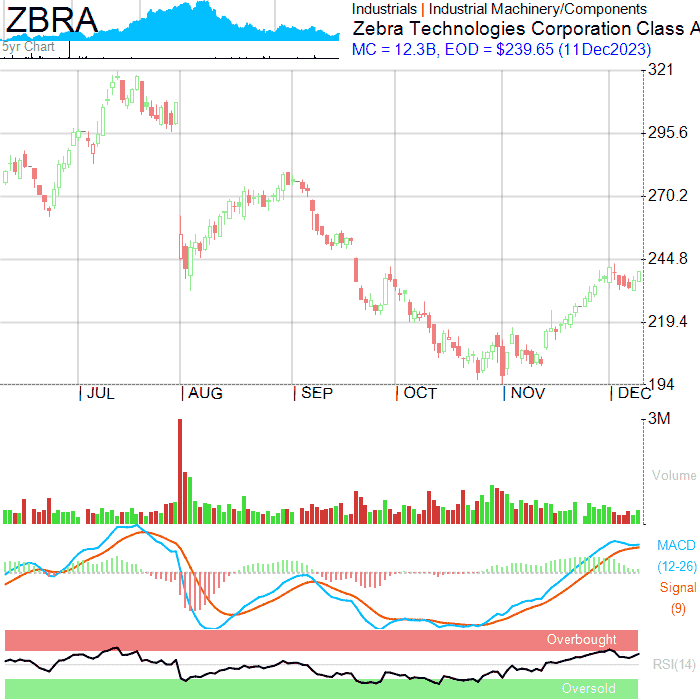 ZBRA
5yr Chart
Industrials | Industrial Machinery/Components
Zebra Technologies Corporation Class A
MC = 12.3B, EOD = $239.65 (11Dec2023)
321
295.6
270.2
244.8
219.4
194
JUL AUG SEP OCT NOV DEC
3M
Volume
MACD
(12-26)
Signal
(9)
Overbought
RSI(14)
Oversold